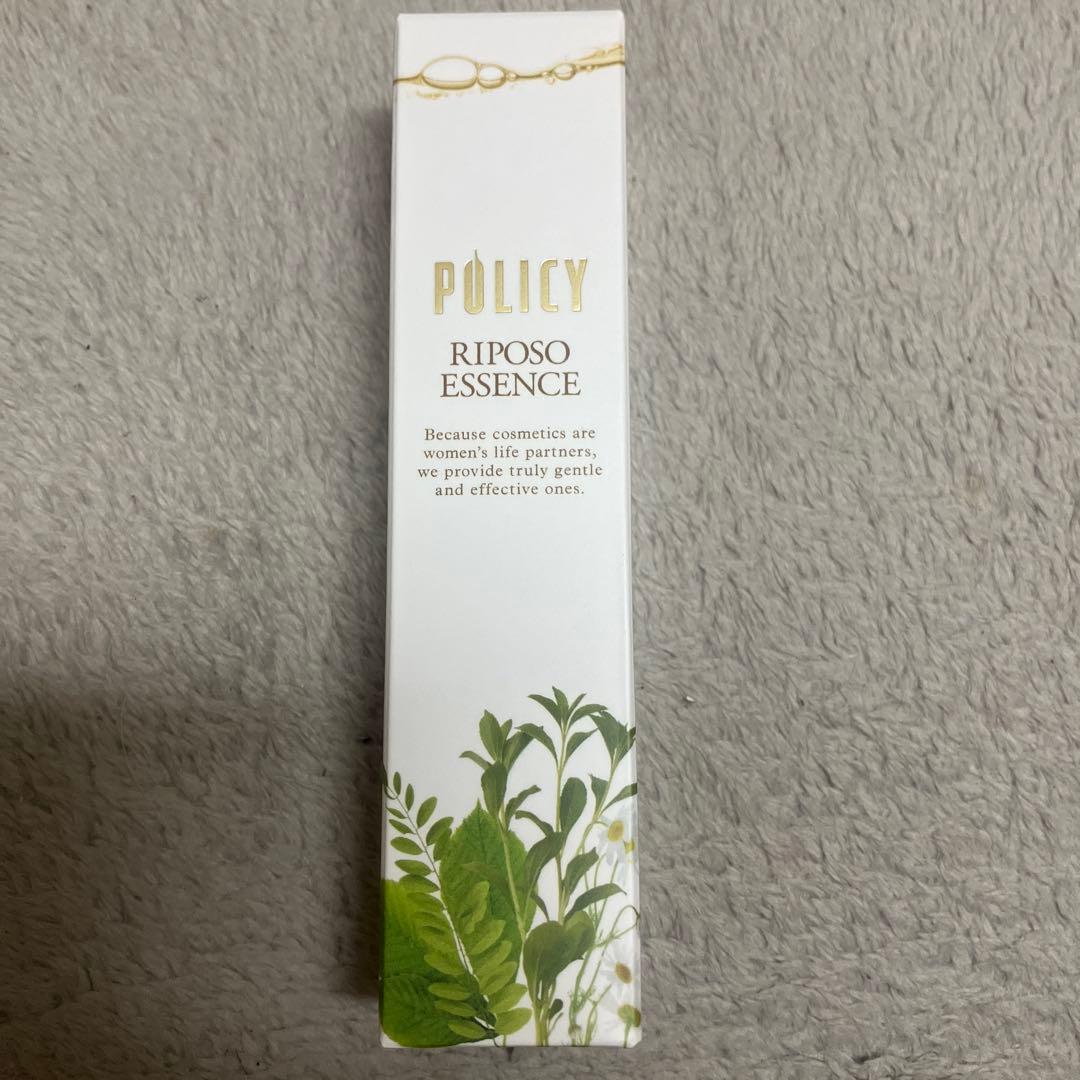 POLICY
RIPOSO
ESSENCE
Because cosmetics are
women's life partners,
we provide truly gentle
and effective ones.